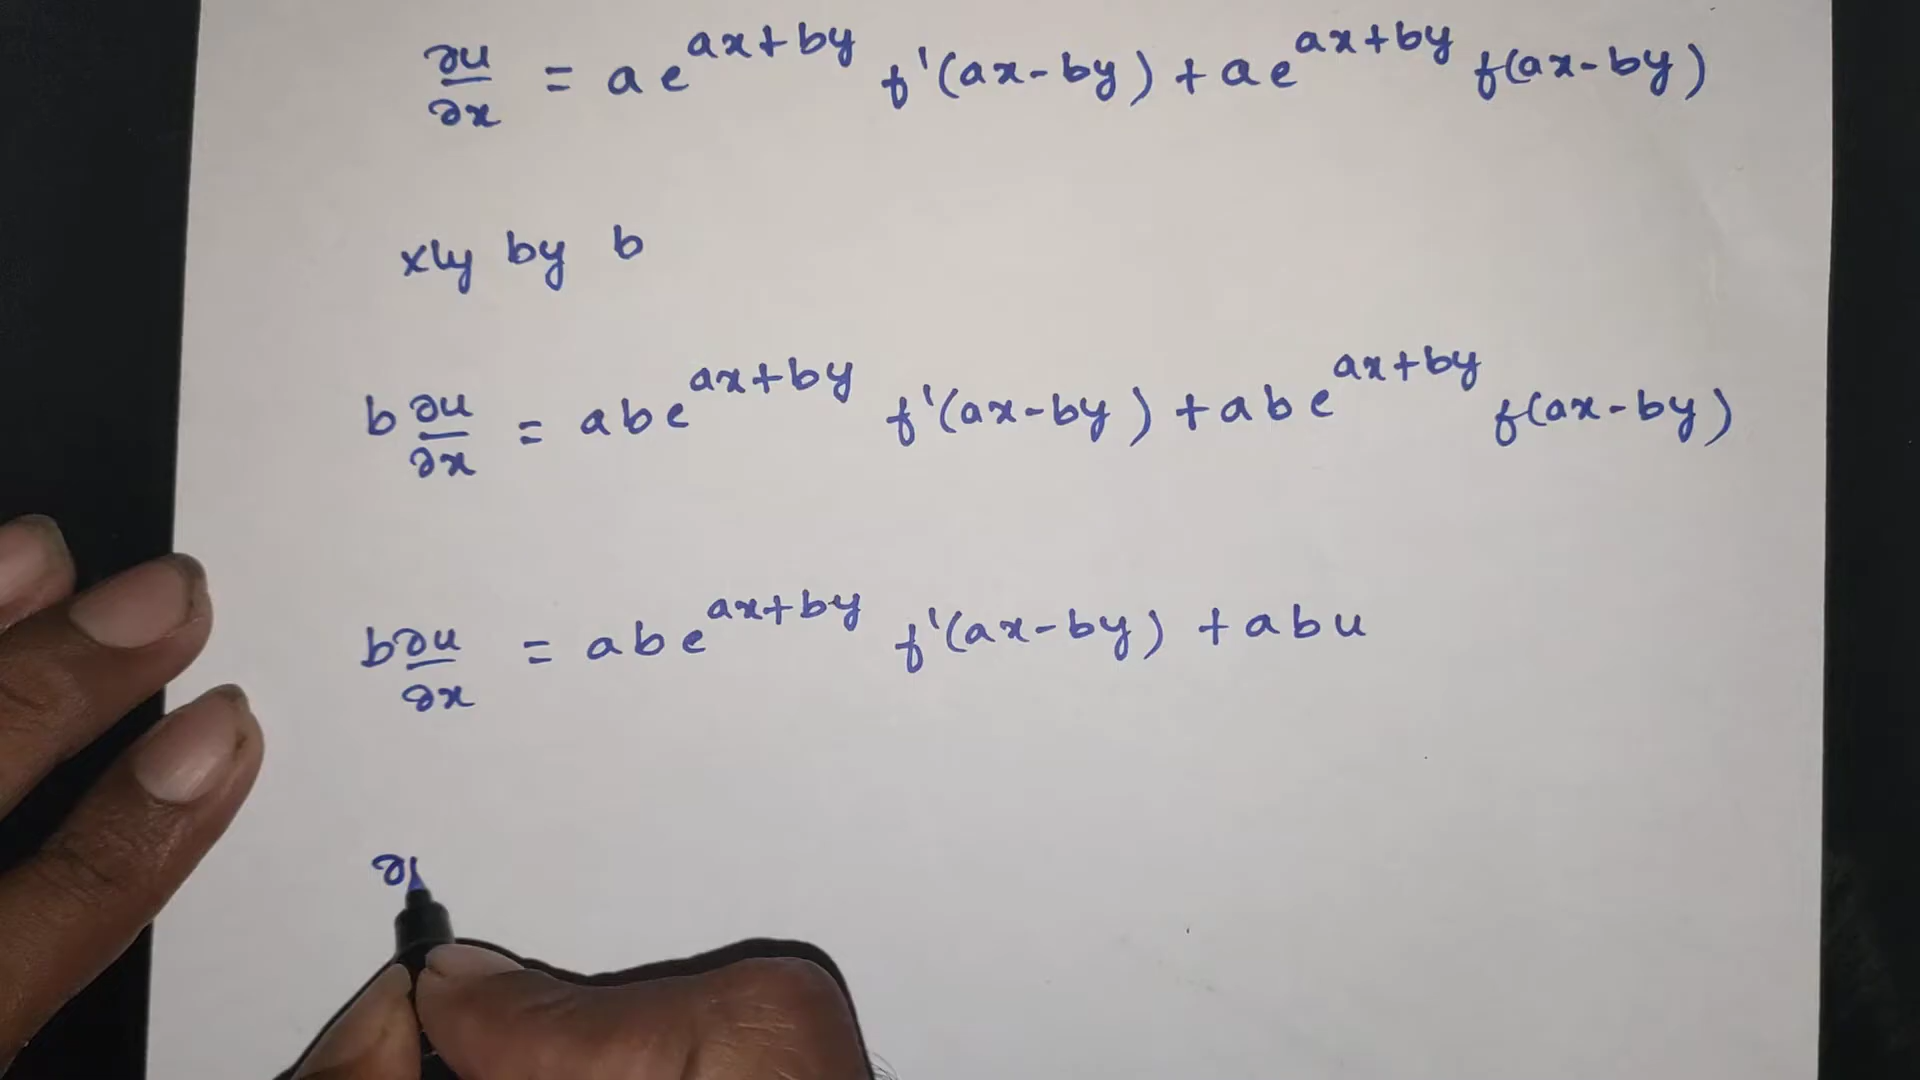 ∂u/∂x = a e^{ax+by} f'(ax-by) + a e^{ax+by} f(ax-by)
xly by b
b ∂u/∂x = a b e^{ax+by} f'(ax-by) + a b e^{ax+by} f(ax-by)
b ∂u/∂x = a b e^{ax+by} f'(ax-by) + a b u
∂